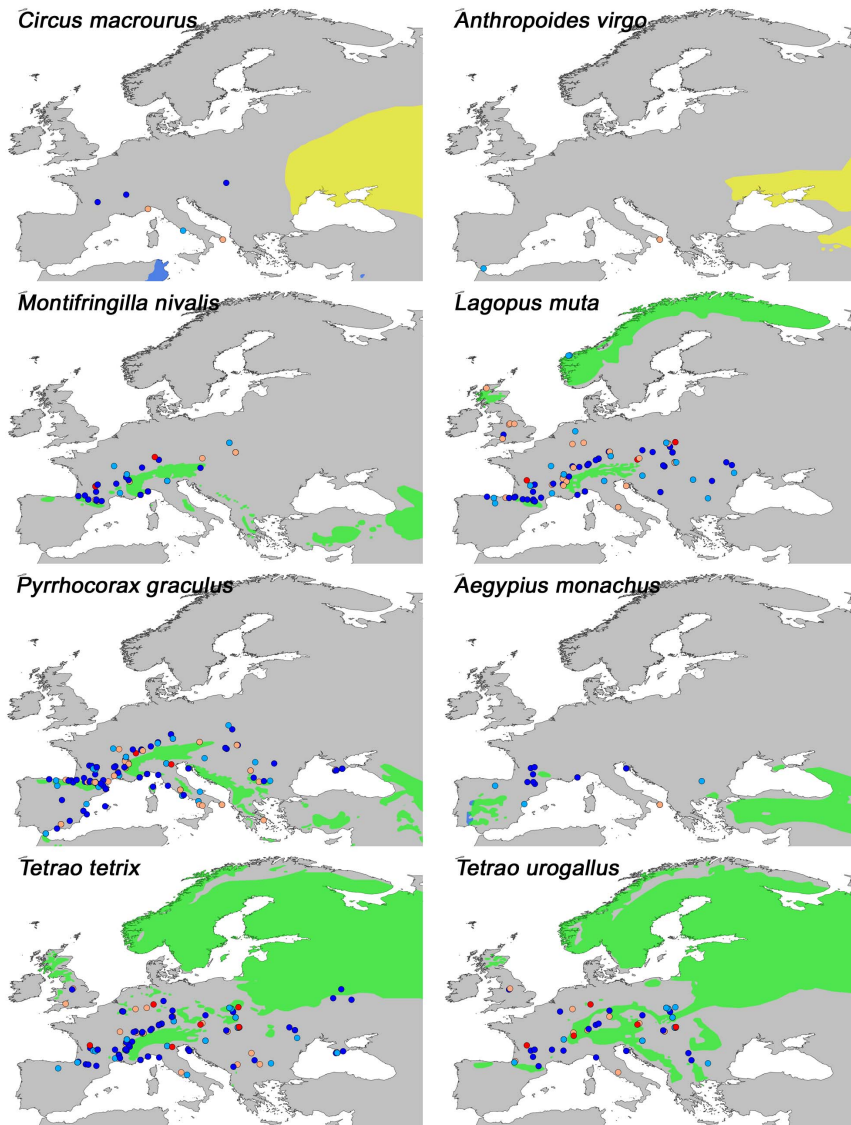 Circus macrourus
Anthropoides virgo
Montifringilla nivalis
Lagopus muta
Pyrrhocorax graculus
Aegypius monachus
Tetrao tetrix
Tetrao urogallus